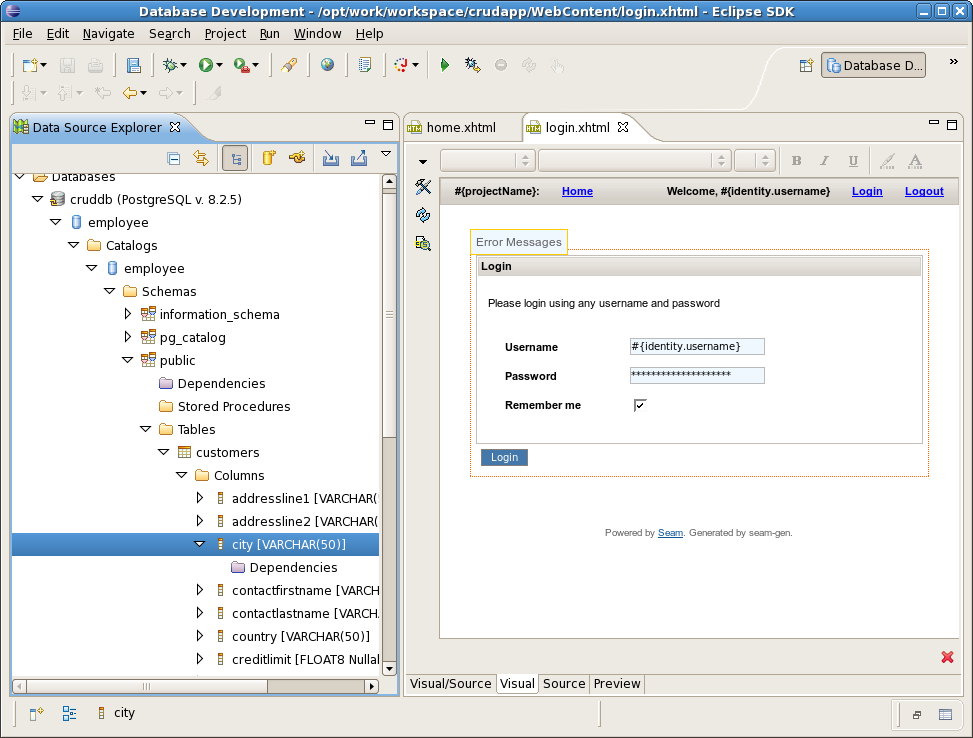 Database Development - /opt/work/workspace/crudapp/WebContent/login.xhtml - Eclipse SDK
File Edit Navigate Search Project Run Window Help
Database D...
Data Source Explorer
Databases
cruddb (PostgreSQL v. 8.2.5)
employee
Catalogs
employee
Schemas
information_schema
pg_catalog
public
Dependencies
Stored Procedures
Tables
customers
Columns
addressline1 [VARCHAR(
addressline2 [VARCHAR(
city [VARCHAR(50)]
Dependencies
contactfirstname [VARCH
contactlastname [VARCH
country [VARCHAR(50)]
creditlimit [FLOAT8 Nullal
home.xhtml login.xhtml
B I U A
#{projectName}: Home Welcome, #{identity.username} Login Logout
Error Messages
Login
Please login using any username and password
Username #{identity.username}
Password ********************
Remember me
Login
Powered by Seam. Generated by seam-gen.
Visual/Source Visual Source Preview
city